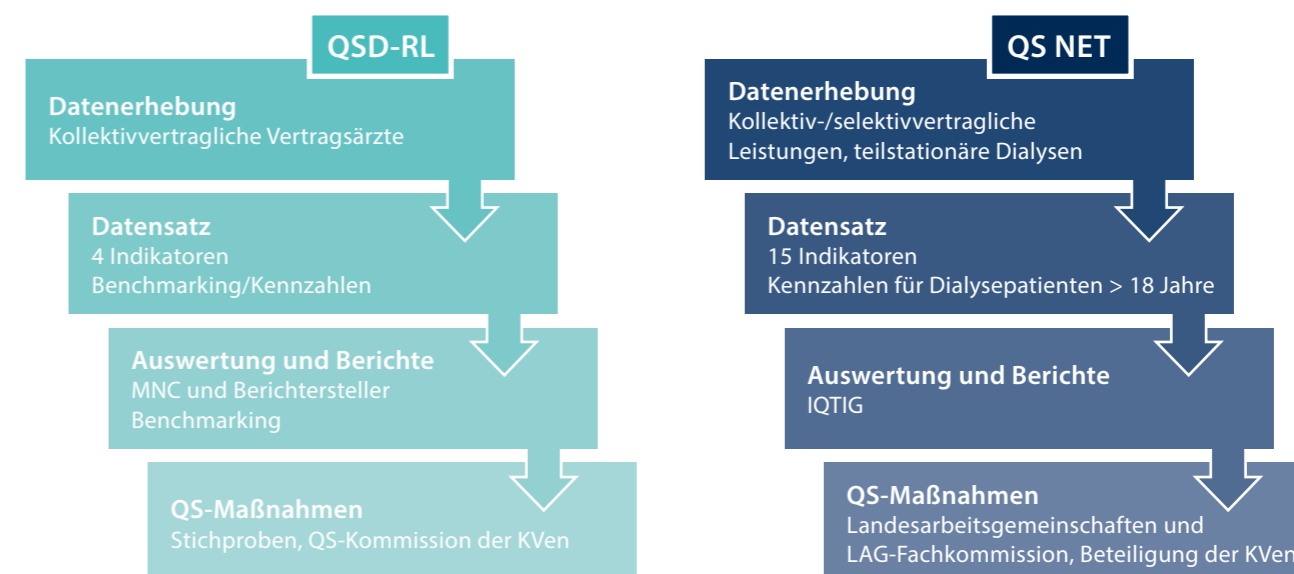 QSD-RL
Datenerhebung
Kollektivvertragliche Vertragsärzte
Datensatz
4 Indikatoren
Benchmarking/Kennzahlen
Auswertung und Berichte
MNC und Berichtersteller
Benchmarking
QS-Maßnahmen
Stichproben, QS-Kommission der KVen
QS NET
Datenerhebung
Kollektiv-/selektivvertragliche
Leistungen, teilstationäre Dialysen
Datensatz
15 Indikatoren
Kennzahlen für Dialysepatienten > 18 Jahre
Auswertung und Berichte
IQTIG
QS-Maßnahmen
Landesarbeitsgemeinschaften und
LAG-Fachkommission, Beteiligung der KVen